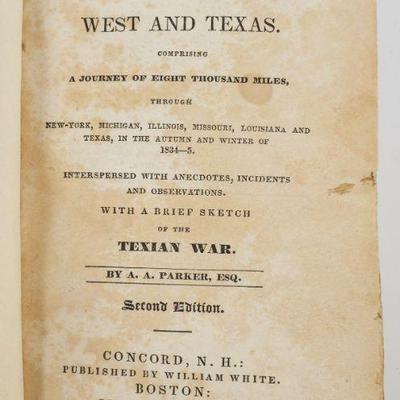 WEST AND TEXAS.
COMPRISING
A JOURNEY OF EIGHT THOUSAND MILES,
THROUGH
NEW-YORK, MICHIGAN, ILLINOIS, MISSOURI, LOUISIANA AND
TEXAS, IN THE AUTUMN AND WINTER OF
1834—5.
INTERSPERSED WITH ANECDOTES, INCIDENTS
AND OBSERVATIONS.
WITH A BRIEF SKETCH
OF THE
TEXIAN WAR.
BY A. A. PARKER, ESQ.
Second Edition.
CONCORD, N. H.:
PUBLISHED BY WILLIAM WHITE.
BOSTON: